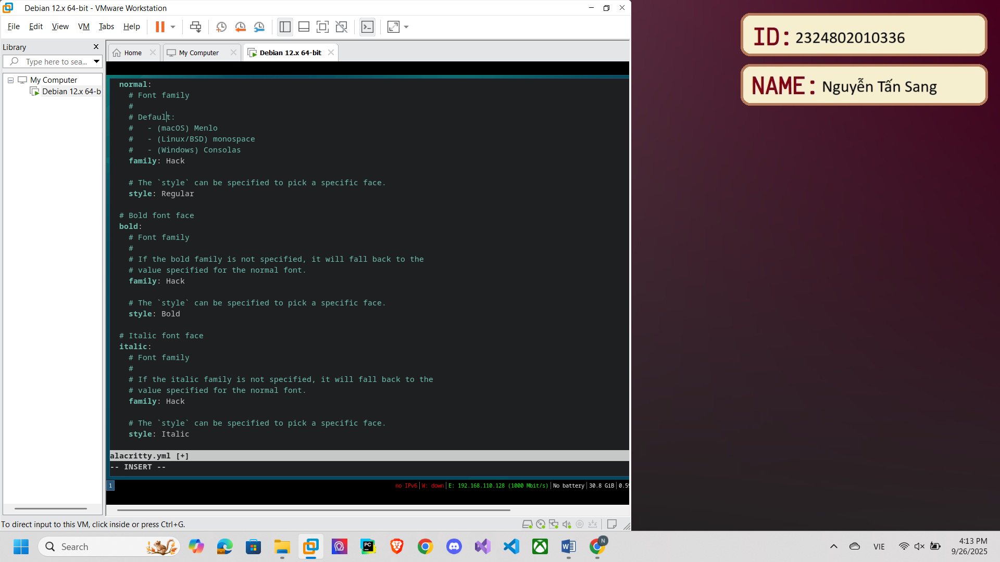 Debian 12.x 64-bit - VMware Workstation
File Edit View VM Tabs Help
Library
Type here to sea...
My Computer
Debian 12.x 64-b
Home
My Computer
Debian 12.x 64-bit
normal:
# Font family
#
# Default:
#   - (macOS) Menlo
#   - (Linux/BSD) monospace
#   - (Windows) Consolas
family: Hack
# The `style` can be specified to pick a specific face.
style: Regular
# Bold font face
bold:
# Font family
#
# If the bold family is not specified, it will fall back to the
# value specified for the normal font.
family: Hack
# The `style` can be specified to pick a specific face.
style: Bold
# Italic font face
italic:
# Font family
#
# If the italic family is not specified, it will fall back to the
# value specified for the normal font.
family: Hack
# The `style` can be specified to pick a specific face.
style: Italic
alacritty.yml [+]
-- INSERT --
1
no IPv6|W: down|E: 192.168.110.128 (1000 Mbit/s)|No battery|30.8 GiB|0.5
To direct input to this VM, click inside or press Ctrl+G.
ID: 2324802010336
NAME: Nguyễn Tấn Sang
Search
PC
N
VIE
4:13 PM
9/26/2025